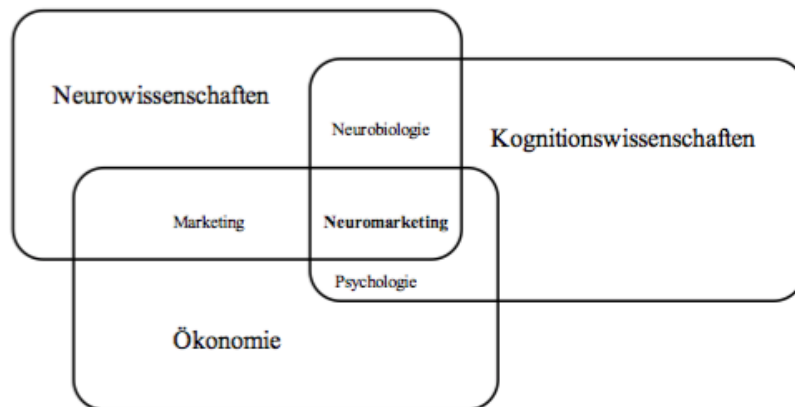 Neurowissenschaften
Neurobiologie
Kognitionswissenschaften
Marketing
Neuromarketing
Psychologie
Ökonomie